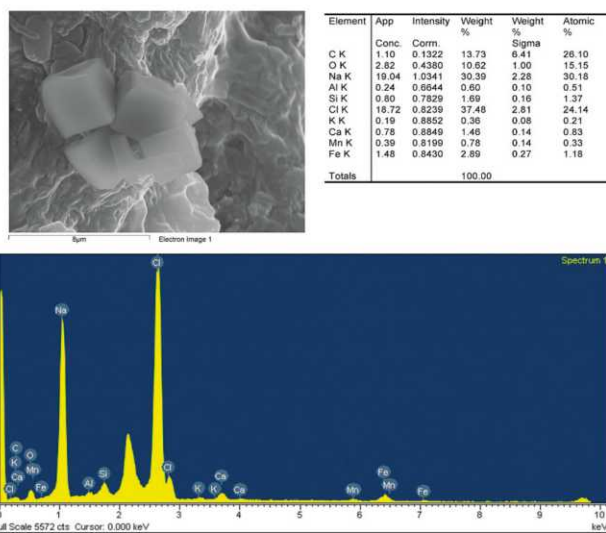 Element App Intensity Weight Weight Atomic
% % %
Conc. Corrn. Sigma
C K 1.10 0.1322 13.73 6.41 26.10
O K 2.82 0.4380 10.62 1.00 15.15
Na K 19.04 1.0341 30.39 2.28 30.18
Al K 0.24 0.6644 0.60 0.10 0.51
Si K 0.80 0.7829 1.69 0.16 1.37
Cl K 18.72 0.8239 37.48 2.81 24.14
K K 0.19 0.8852 0.36 0.08 0.21
Ca K 0.78 0.8849 1.46 0.14 0.83
Mn K 0.39 0.8199 0.78 0.14 0.33
Fe K 1.48 0.8430 2.89 0.27 1.18
Totals 100.00
8µm Electron Image 1
Spectrum 1
Cl
Na
C
K O
Ca Mn
Cl Fe Al Si Cl K K Ca Ca Mn Fe Mn Fe
0 1 2 3 4 5 6 7 8 9 10
ull Scale 5572 cts Cursor: 0.000 keV keV